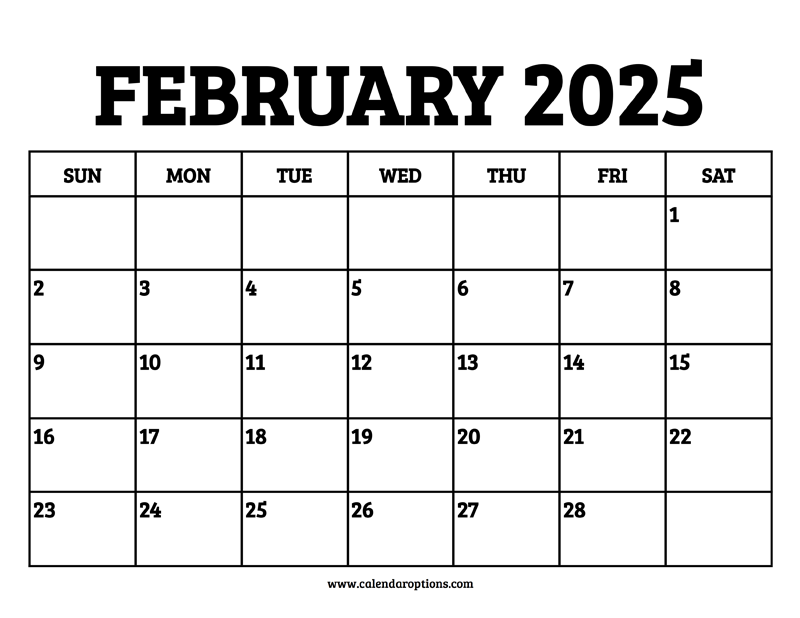 FEBRUARY 2025
SUN MON TUE WED THU FRI SAT
1
2 3 4 5 6 7 8
9 10 11 12 13 14 15
16 17 18 19 20 21 22
23 24 25 26 27 28
www.calendaroptions.com